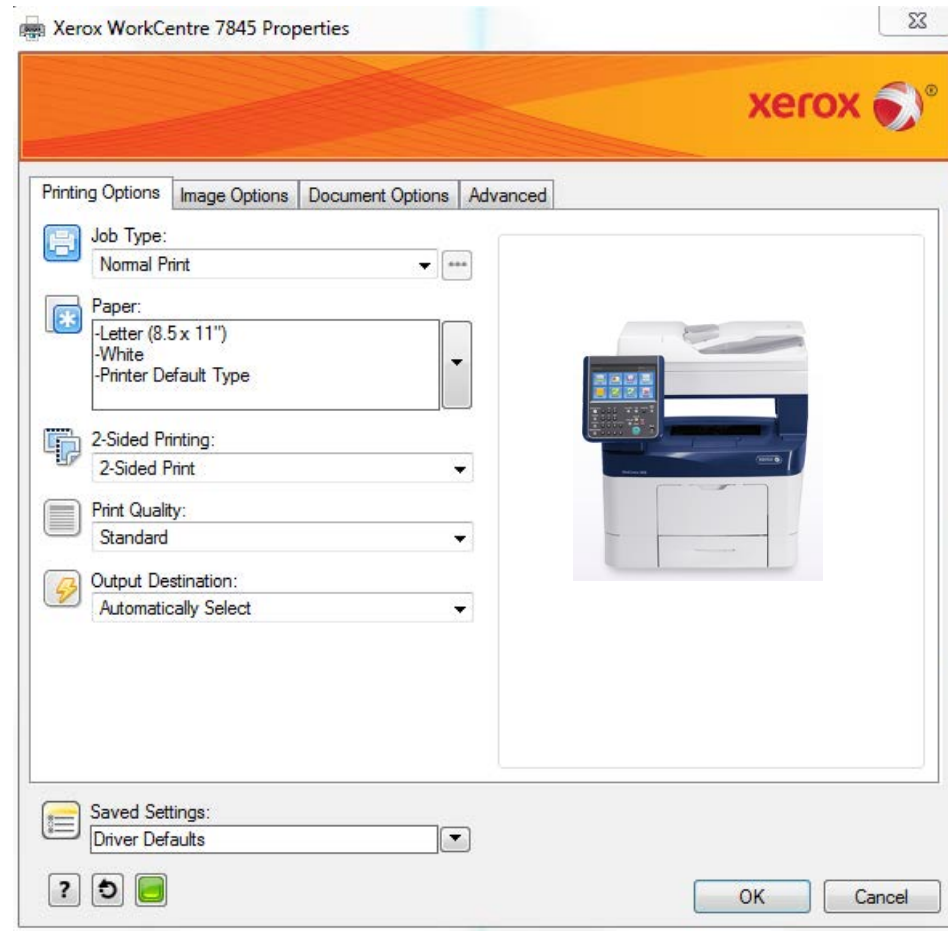 Xerox WorkCentre 7845 Properties
xerox ®
Printing Options Image Options Document Options Advanced
Job Type:
Normal Print
Paper:
-Letter (8.5 x 11")
-White
-Printer Default Type
2-Sided Printing:
2-Sided Print
Print Quality:
Standard
Output Destination:
Automatically Select
Saved Settings:
Driver Defaults
?
OK Cancel